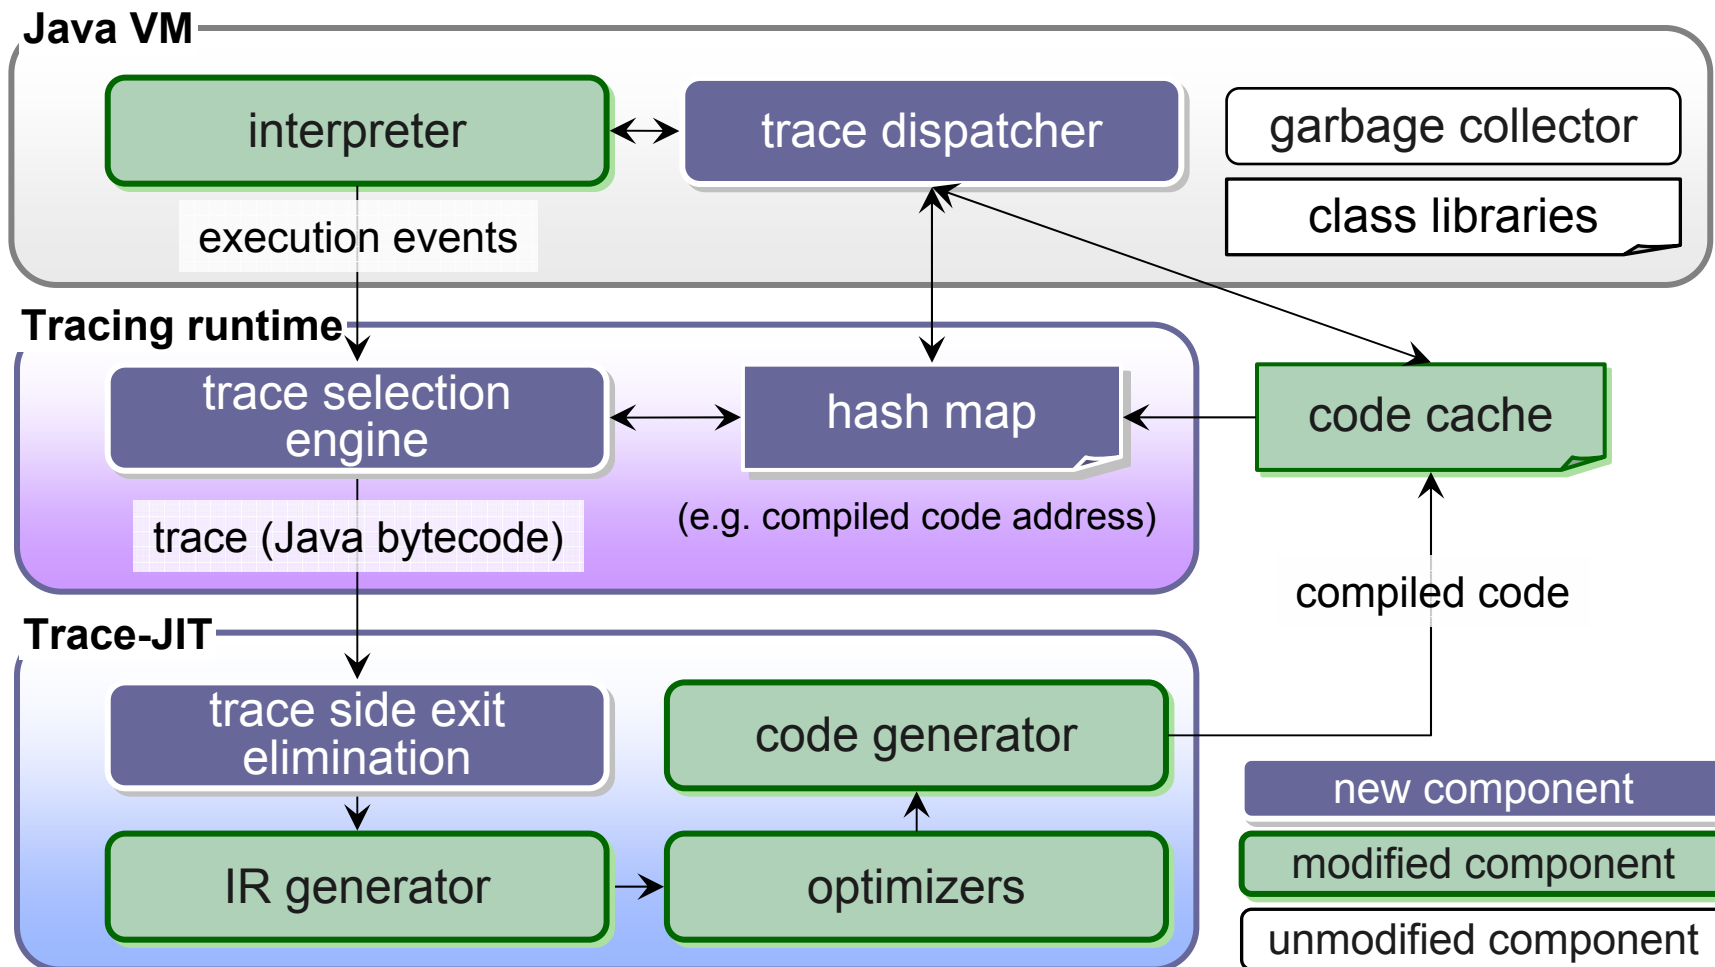 Java VM
interpreter
trace dispatcher
garbage collector
class libraries
execution events
Tracing runtime
trace selection
engine
hash map
code cache
(e.g. compiled code address)
trace (Java bytecode)
compiled code
Trace-JIT
trace side exit
elimination
code generator
IR generator
optimizers
new component
modified component
unmodified component